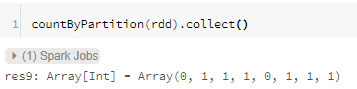 1 countByPartition(rdd).collect()
▸ (1) Spark Jobs
res9: Array[Int] = Array(0, 1, 1, 1, 0, 1, 1, 1)